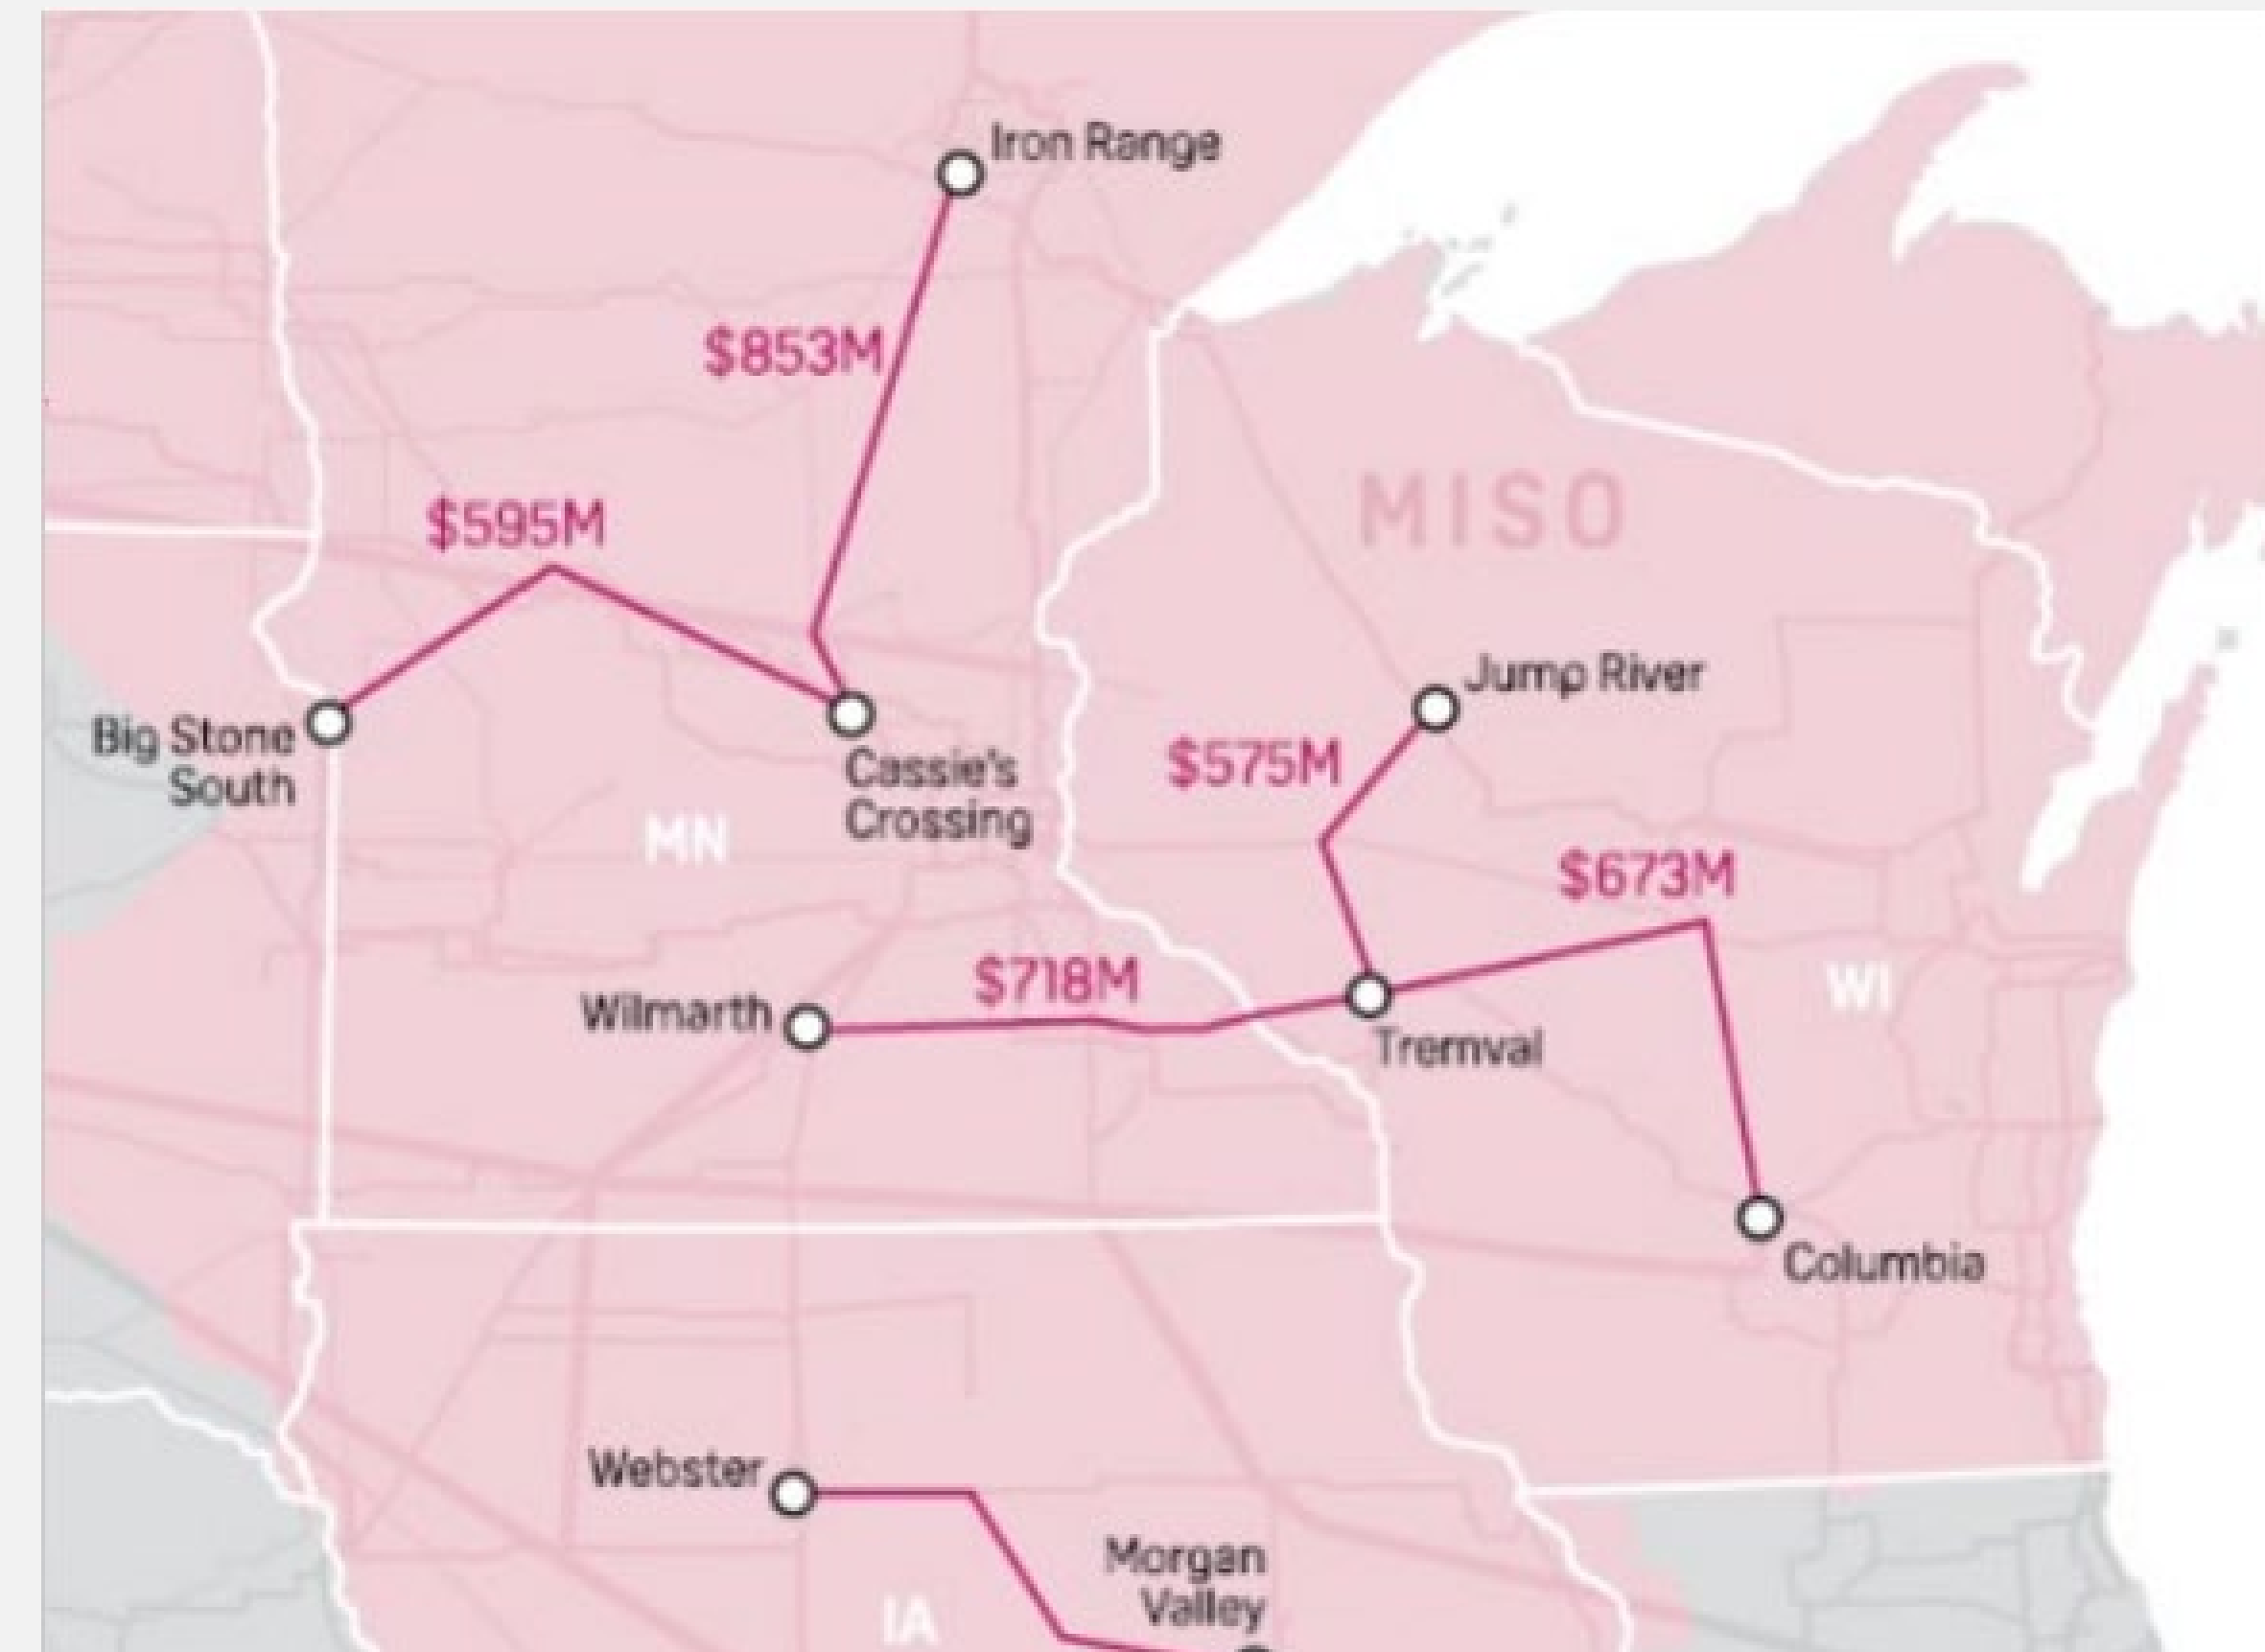 Iron Range
$853M
MISO
$595M
Jump River
Big Stone
South
$575M
Cassie's
Crossing
MN
$673M
$718M
WI
Wilmarth
Tremval
Columbia
Webster
Morgan
Valley
IA